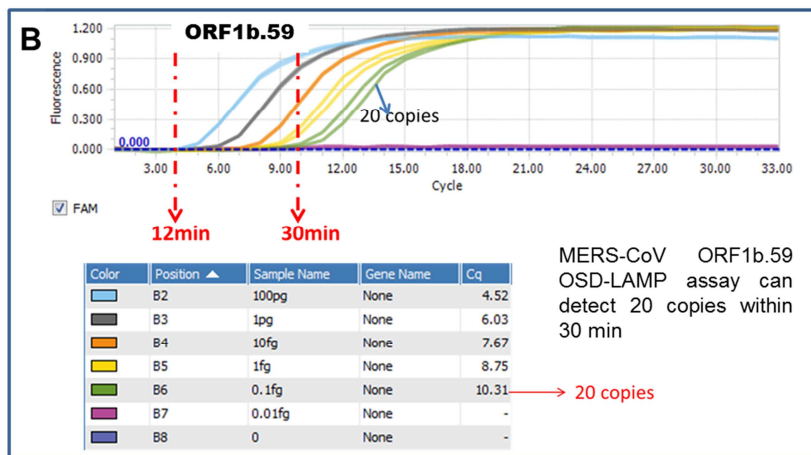 B
ORF1b.59
1.200
0.900
0.600
0.300
0.000
Fluorescence
0.000
20 copies
3.00 6.00 9.00 12.00 15.00 18.00 21.00 24.00 27.00 30.00 33.00
Cycle
FAM
12min 30min
Color Position Sample Name Gene Name Cq
B2 100pg None 4.52
B3 1pg None 6.03
B4 10fg None 7.67
B5 1fg None 8.75
B6 0.1fg None 10.31
B7 0.01fg None -
B8 0 None -
20 copies
MERS-CoV ORF1b.59
OSD-LAMP assay can
detect 20 copies within
30 min